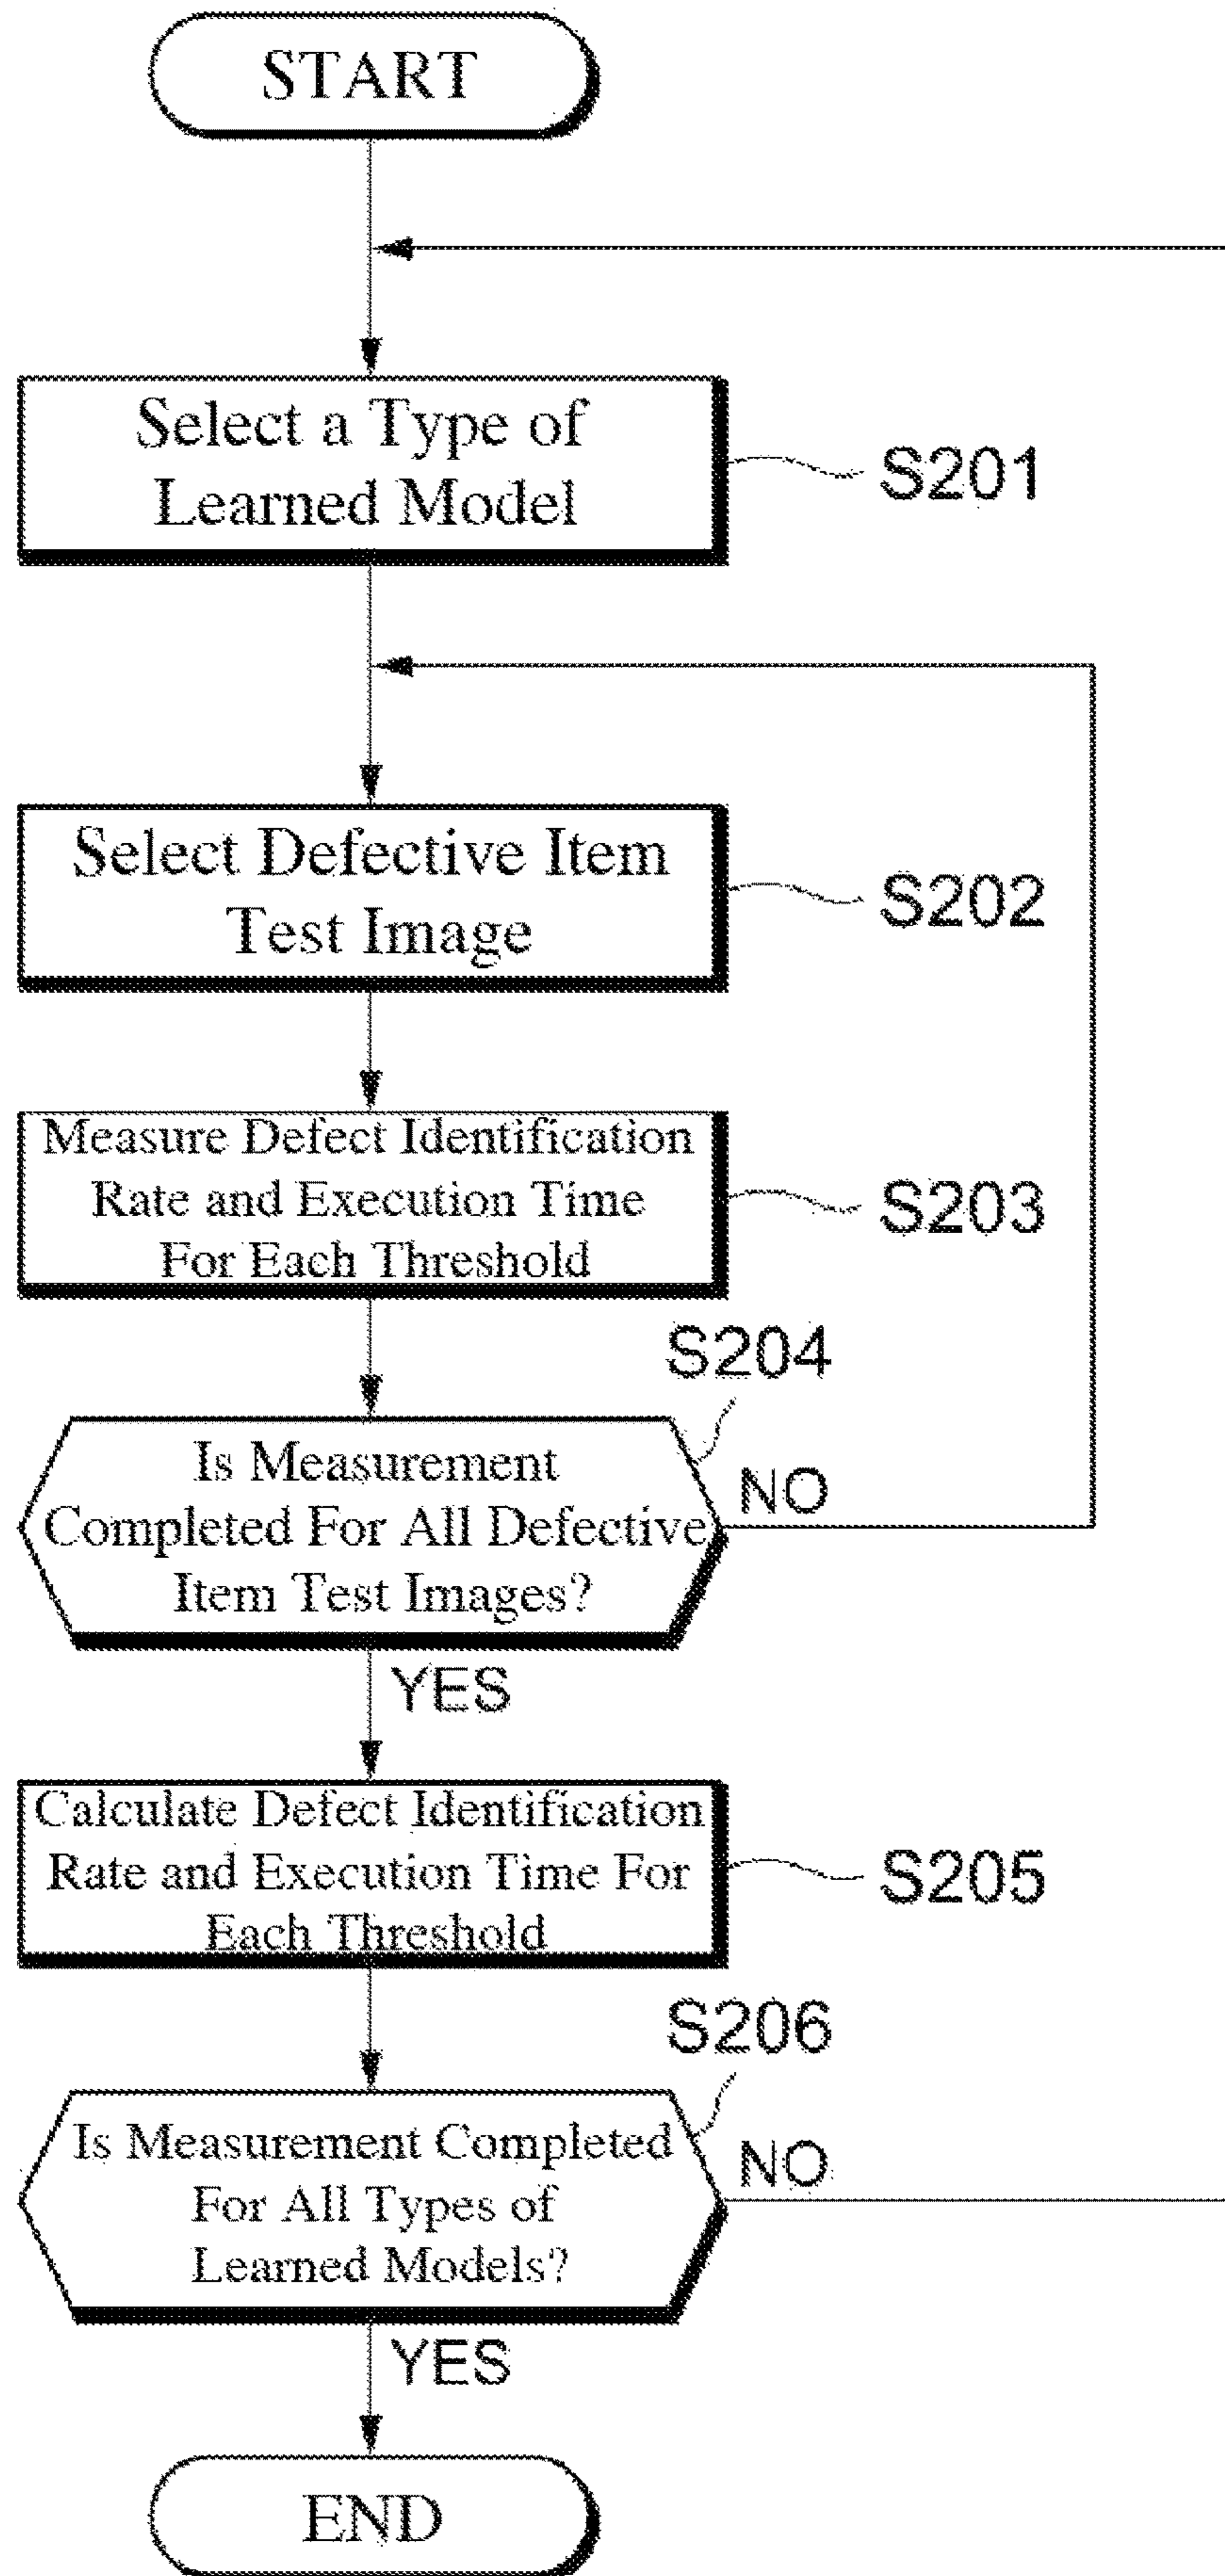 START
Select a Type of
Learned Model
S201
Select Defective Item
Test Image
S202
Measure Defect Identification
Rate and Execution Time
For Each Threshold
S203
S204
Is Measurement
Completed For All Defective
Item Test Images?
NO
YES
Calculate Defect Identification
Rate and Execution Time For
Each Threshold
S205
S206
Is Measurement Completed
For All Types of
Learned Models?
NO
YES
END